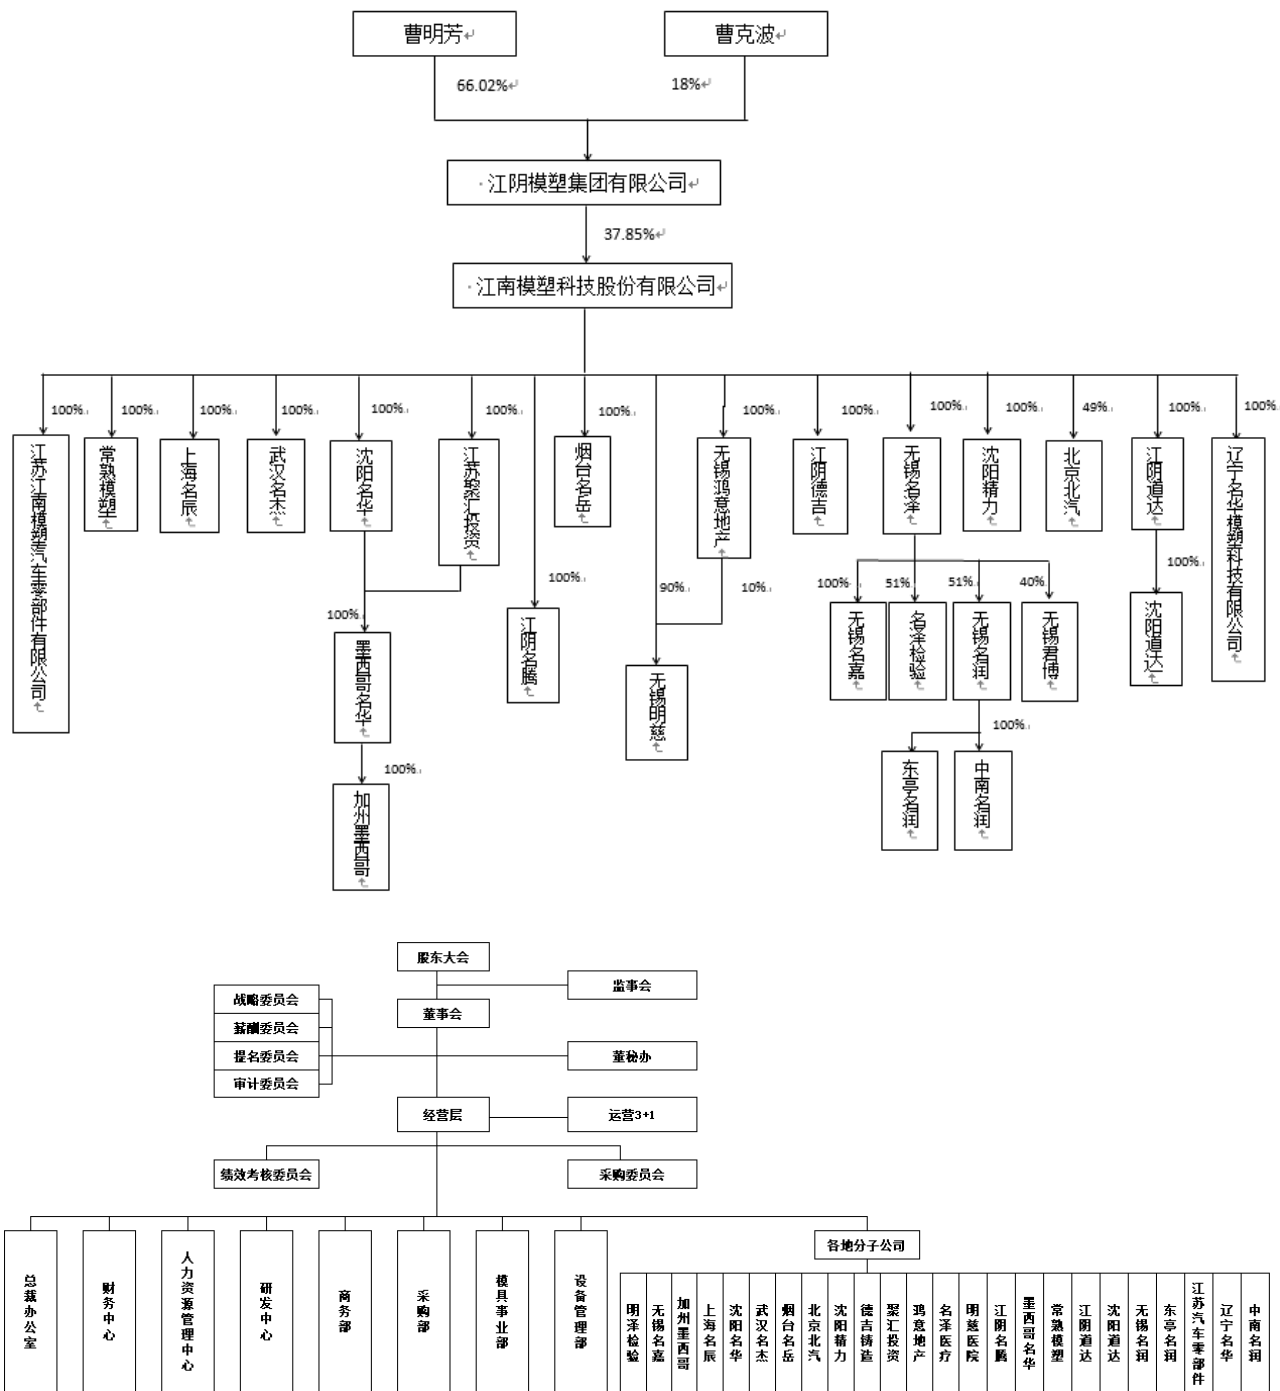 曹明芳
曹克波
66.02%
18%
江阴模塑集团有限公司
37.85%
江南模塑科技股份有限公司
100%
100%
100%
100%
100%
100%
100%
100%
100%
100%
100%
49%
100%
100%
江苏江南模塑汽车零部件有限公司
常熟模塑
上海名辰
武汉名杰
沈阳名华
江苏聚汇投资
烟台名岳
无锡鸿意地产
江阴德吉
无锡名泽
沈阳精力
北京北汽
江阴道达
辽宁名华模塑科技有限公司
100%
100%
90%
10%
100%
51%
51%
40%
100%
墨西哥名华
江阴名腾
无锡明慈
无锡名嘉
名泽检验
无锡名润
无锡君博
沈阳道达
100%
100%
加州墨西哥
东亭名润
中南名润
股东大会
监事会
战略委员会
董事会
薪酬委员会
提名委员会
董秘办
审计委员会
经营层
运营3+1
绩效考核委员会
采购委员会
各地分子公司
总裁办公室
财务中心
人力资源管理中心
研发中心
商务部
采购部
模具事业部
设备管理部
明泽检验
无锡名嘉
加州墨西哥
上海名辰
沈阳名华
武汉名杰
烟台名岳
北京北汽
沈阳精力
德吉铸造
聚汇投资
鸿意地产
名泽医疗
明慈医院
江阴名腾
墨西哥名华
常熟模塑
江阴道达
沈阳道达
无锡名润
东亭名润
江苏汽车零部件
辽宁名华
中南名润